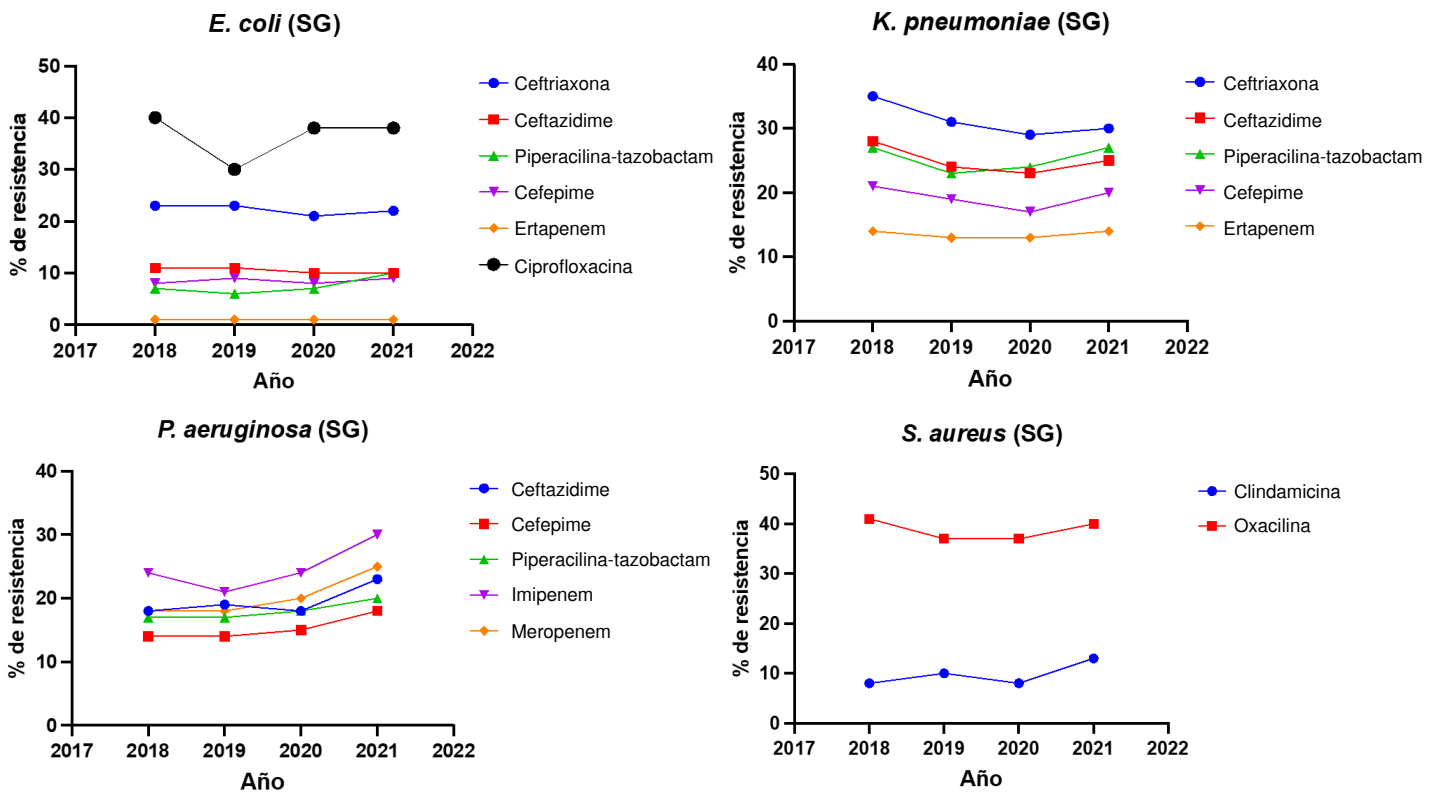 E. coli (SG)
% de resistencia
50
40
30
20
10
0
2017 2018 2019 2020 2021 2022
Año
Ceftriaxona
Ceftazidime
Piperacilina-tazobactam
Cefepime
Ertapenem
Ciprofloxacina
K. pneumoniae (SG)
% de resistencia
40
30
20
10
0
2017 2018 2019 2020 2021 2022
Año
Ceftriaxona
Ceftazidime
Piperacilina-tazobactam
Cefepime
Ertapenem
P. aeruginosa (SG)
% de resistencia
40
30
20
10
0
2017 2018 2019 2020 2021 2022
Año
Ceftazidime
Cefepime
Piperacilina-tazobactam
Imipenem
Meropenem
S. aureus (SG)
% de resistencia
50
40
30
20
10
0
2017 2018 2019 2020 2021 2022
Año
Clindamicina
Oxacilina